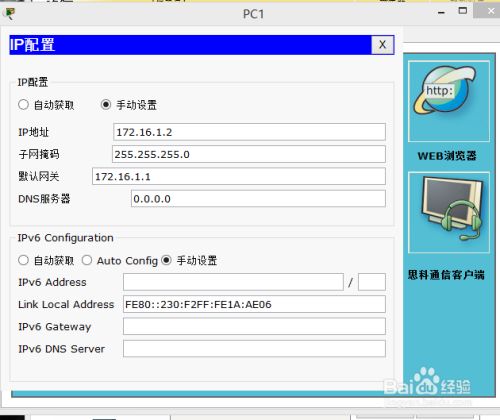 PC1
IP配置
X
IP配置
自动获取 手动设置
IP地址 172.16.1.2
子网掩码 255.255.255.0
默认网关 172.16.1.1
DNS服务器 0.0.0.0
IPv6 Configuration
自动获取 Auto Config 手动设置
IPv6 Address /
Link Local Address FE80::230:F2FF:FE1A:AE06
IPv6 Gateway
IPv6 DNS Server
http:
WEB浏览器
思科通信客户端
Baidu经验
jingyan.baidu.com